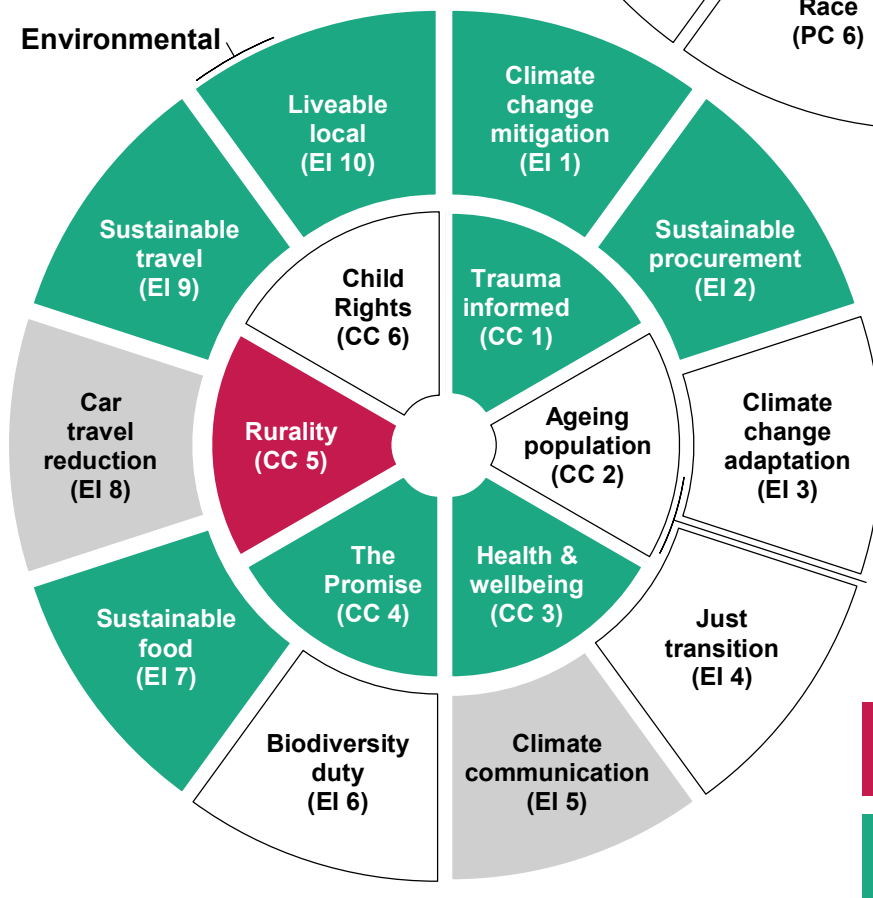 Race
(PC 6)
Environmental
Liveable
local
(EI 10)
Climate
change
mitigation
(EI 1)
Sustainable
procurement
(EI 2)
Climate
change
adaptation
(EI 3)
Just
transition
(EI 4)
Climate
communication
(EI 5)
Biodiversity
duty
(EI 6)
Sustainable
food
(EI 7)
Car
travel
reduction
(EI 8)
Sustainable
travel
(EI 9)
Child
Rights
(CC 6)
Trauma
informed
(CC 1)
Ageing
population
(CC 2)
Health &
wellbeing
(CC 3)
The
Promise
(CC 4)
Rurality
(CC 5)